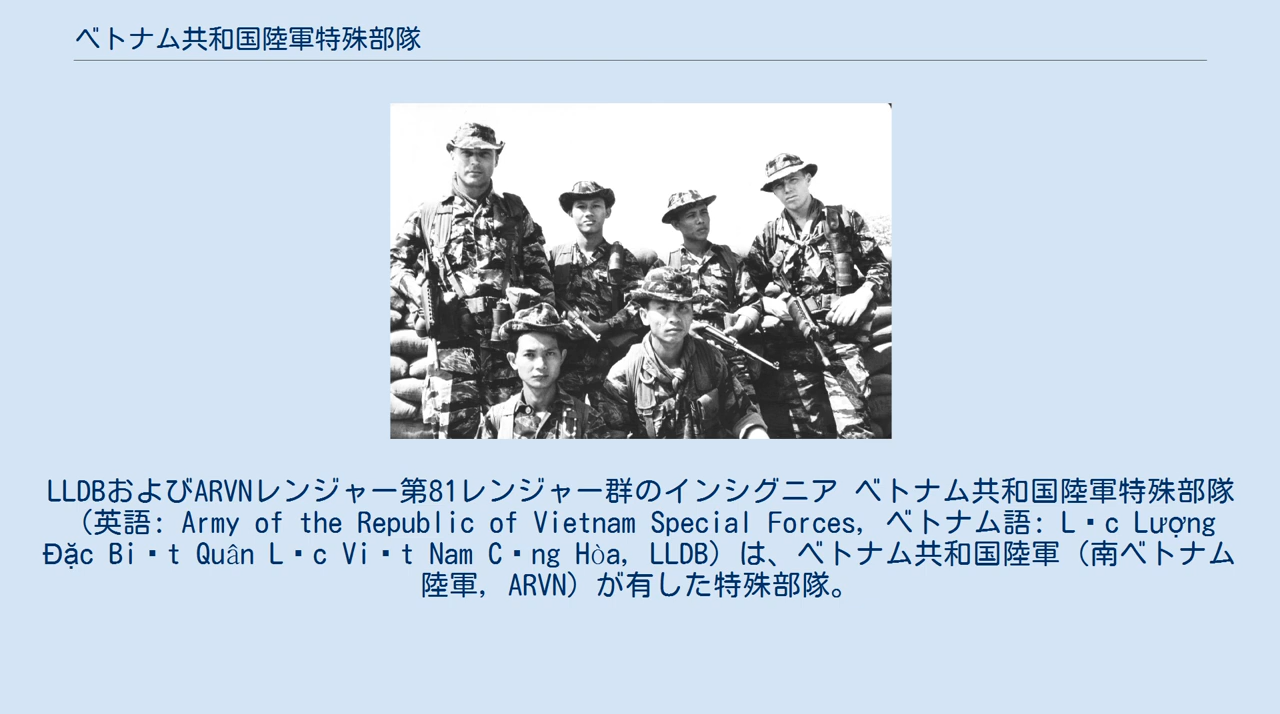 ベトナム共和国陸軍特殊部隊
LLDBおよびARVNレンジャー第81レンジャー群のインシグニア ベトナム共和国陸軍特殊部隊
（英語: Army of the Republic of Vietnam Special Forces, ベトナム語: L▪c Lượng
Đặc Bi▪t Quân L▪c Vi▪t Nam C▪ng Hòa, LLDB）は、ベトナム共和国陸軍（南ベトナム
陸軍, ARVN）が有した特殊部隊。